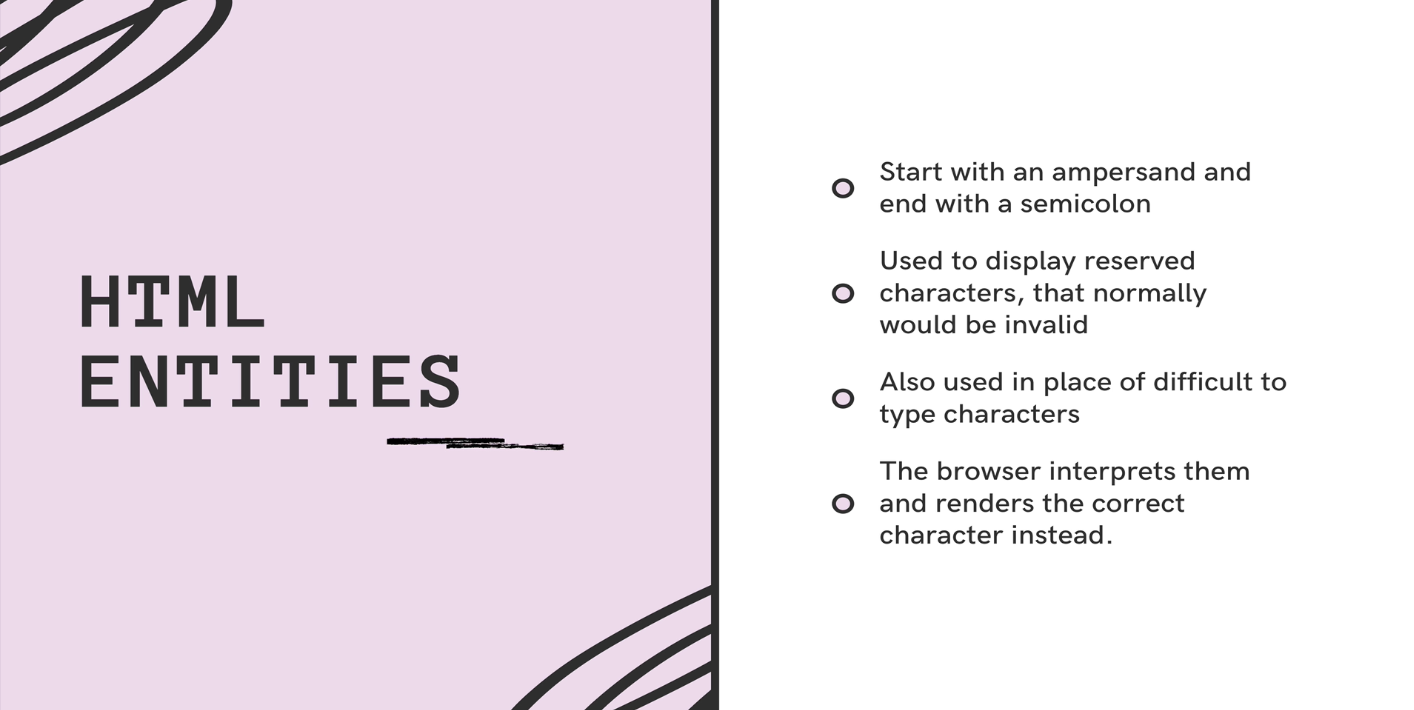 HTML
ENTITIES
Start with an ampersand and
end with a semicolon
Used to display reserved
characters, that normally
would be invalid
Also used in place of difficult to
type characters
The browser interprets them
and renders the correct
character instead.